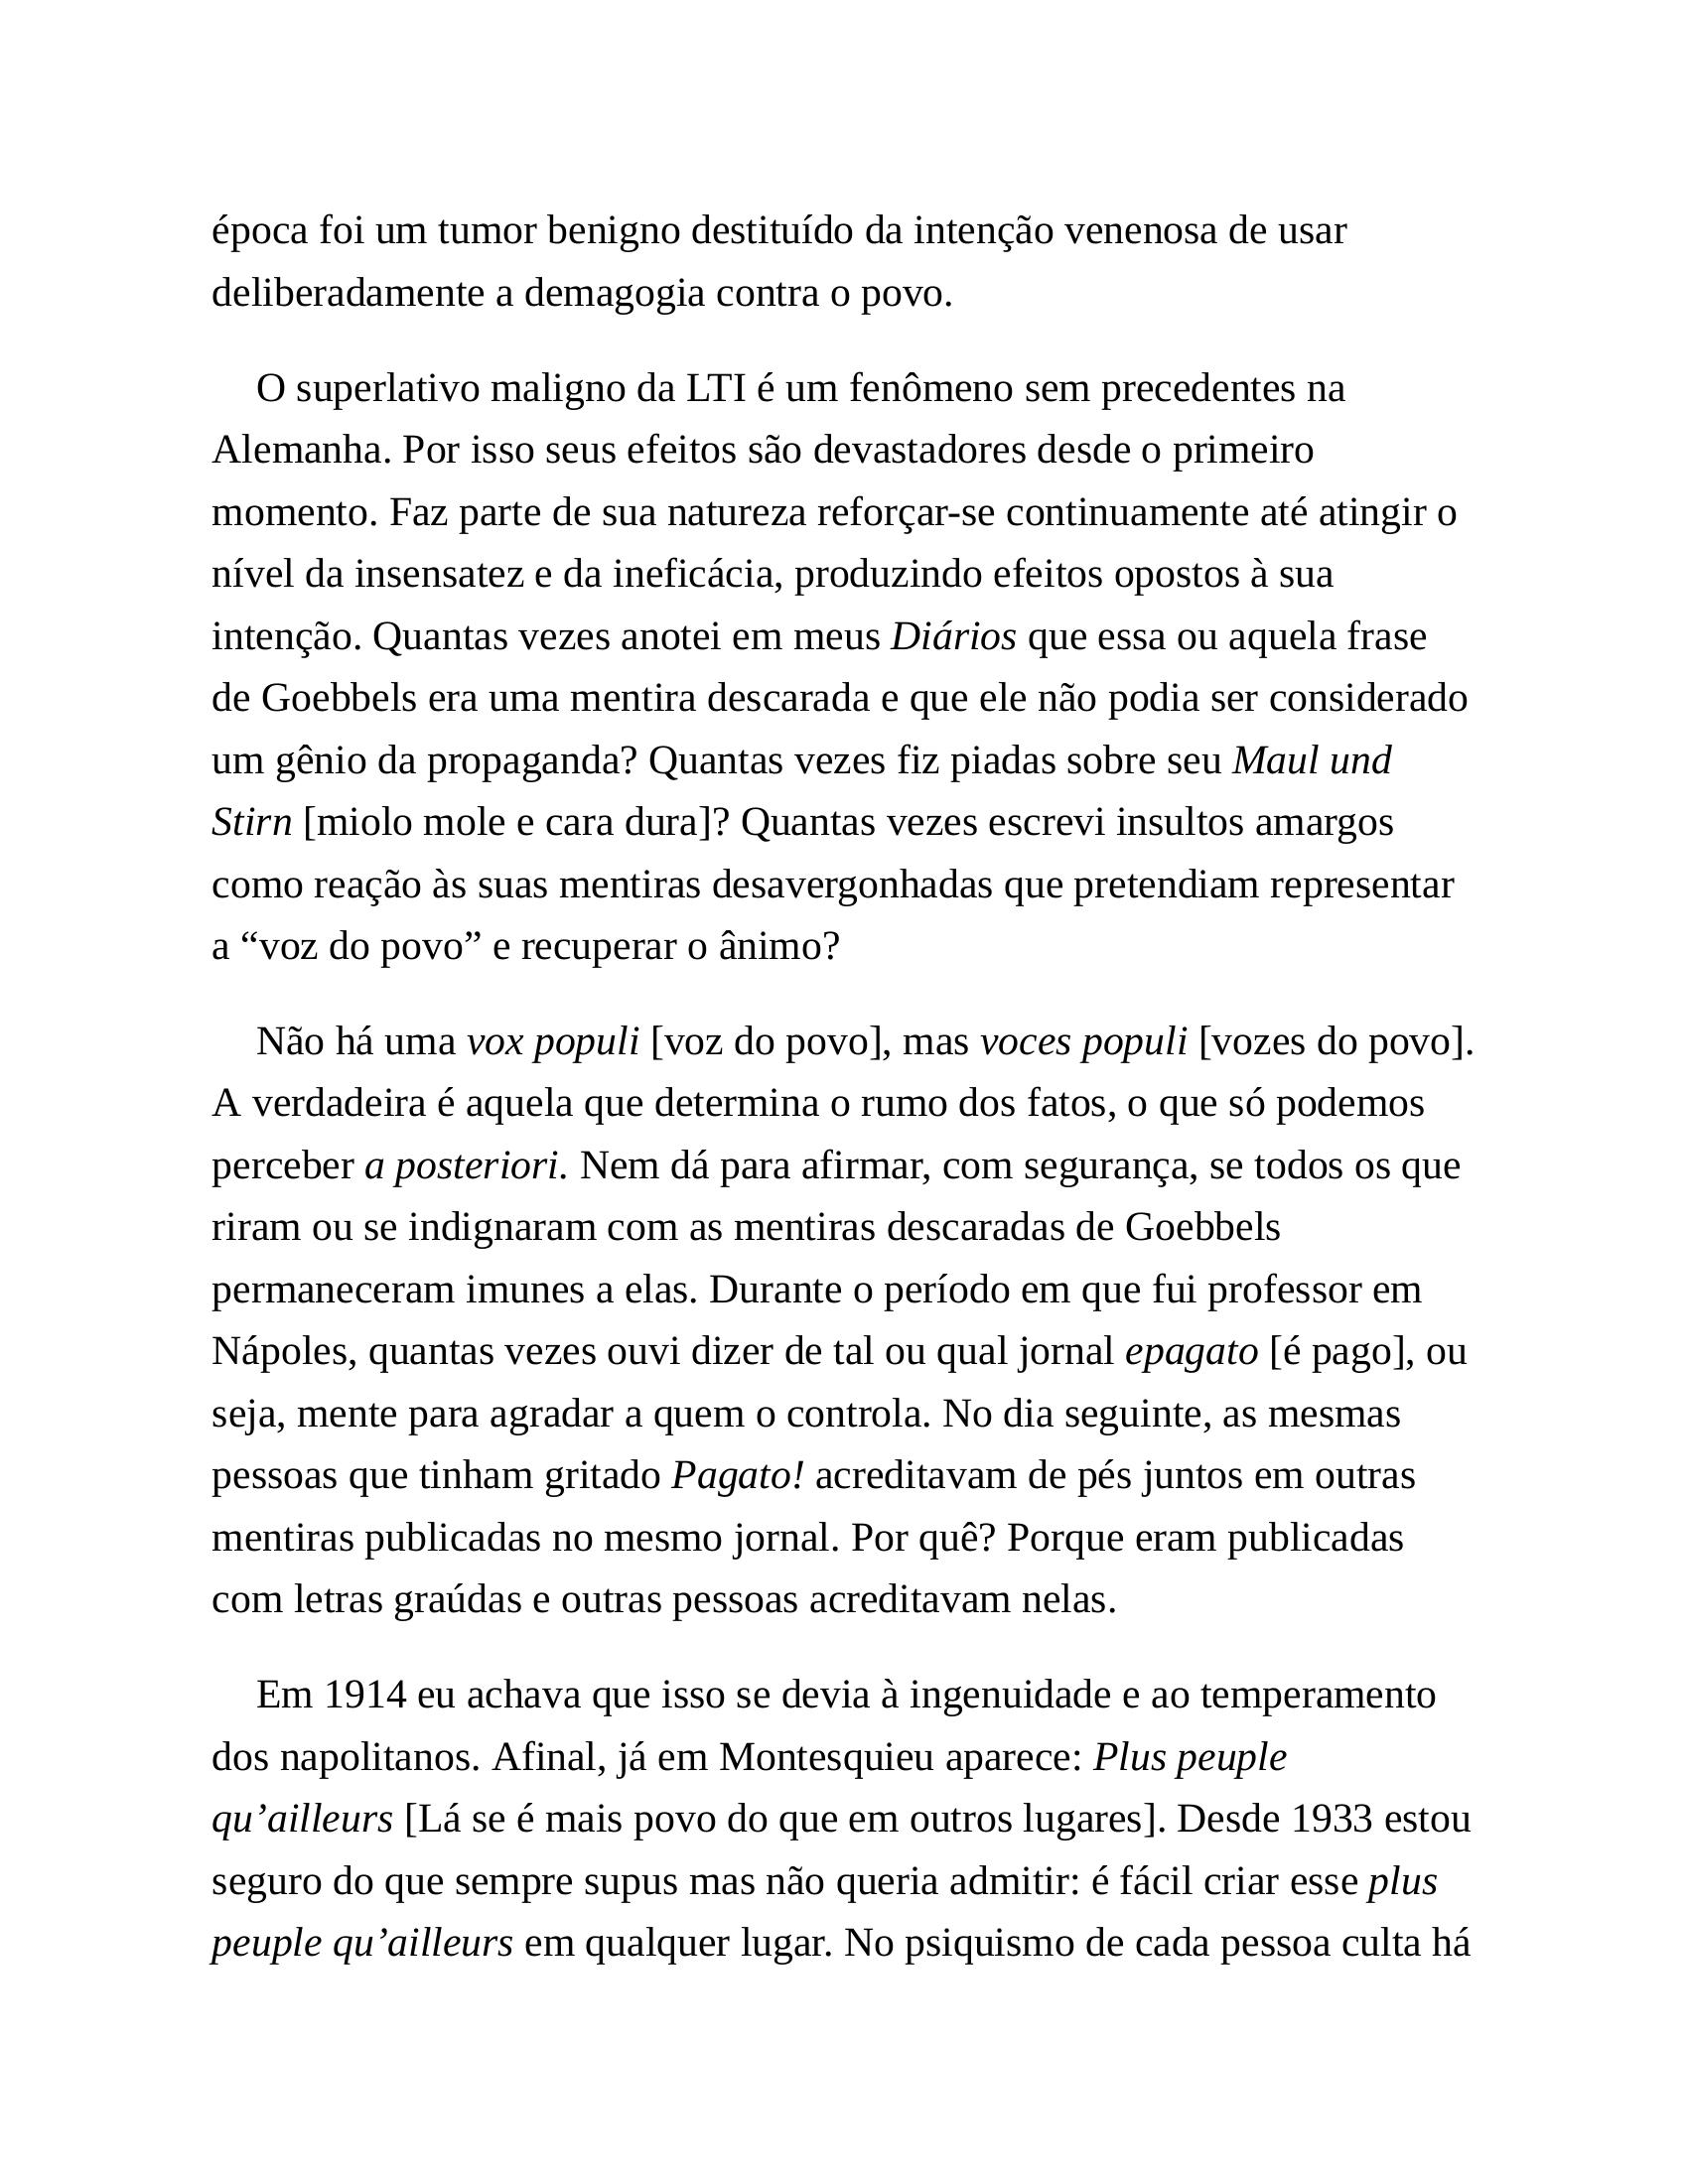 época foi um tumor benigno destituído da intenção venenosa de usar
deliberadamente a demagogia contra o povo.
O superlativo maligno da LTI é um fenômeno sem precedentes na
Alemanha. Por isso seus efeitos são devastadores desde o primeiro
momento. Faz parte de sua natureza reforçar-se continuamente até atingir o
nível da insensatez e da ineficácia, produzindo efeitos opostos à sua
intenção. Quantas vezes anotei em meus Diários que essa ou aquela frase
de Goebbels era uma mentira descarada e que ele não podia ser considerado
um gênio da propaganda? Quantas vezes fiz piadas sobre seu Maul und
Stirn [miolo mole e cara dura]? Quantas vezes escrevi insultos amargos
como reação às suas mentiras desavergonhadas que pretendiam representar
a “voz do povo” e recuperar o ânimo?
Não há uma vox populi [voz do povo], mas voces populi [vozes do povo].
A verdadeira é aquela que determina o rumo dos fatos, o que só podemos
perceber a posteriori. Nem dá para afirmar, com segurança, se todos os que
riram ou se indignaram com as mentiras descaradas de Goebbels
permaneceram imunes a elas. Durante o período em que fui professor em
Nápoles, quantas vezes ouvi dizer de tal ou qual jornal epagato [é pago], ou
seja, mente para agradar a quem o controla. No dia seguinte, as mesmas
pessoas que tinham gritado Pagato! acreditavam de pés juntos em outras
mentiras publicadas no mesmo jornal. Por quê? Porque eram publicadas
com letras graúdas e outras pessoas acreditavam nelas.
Em 1914 eu achava que isso se devia à ingenuidade e ao temperamento
dos napolitanos. Afinal, já em Montesquieu aparece: Plus peuple
qu’ailleurs [Lá se é mais povo do que em outros lugares]. Desde 1933 estou
seguro do que sempre supus mas não queria admitir: é fácil criar esse plus
peuple qu’ailleurs em qualquer lugar. No psiquismo de cada pessoa culta há